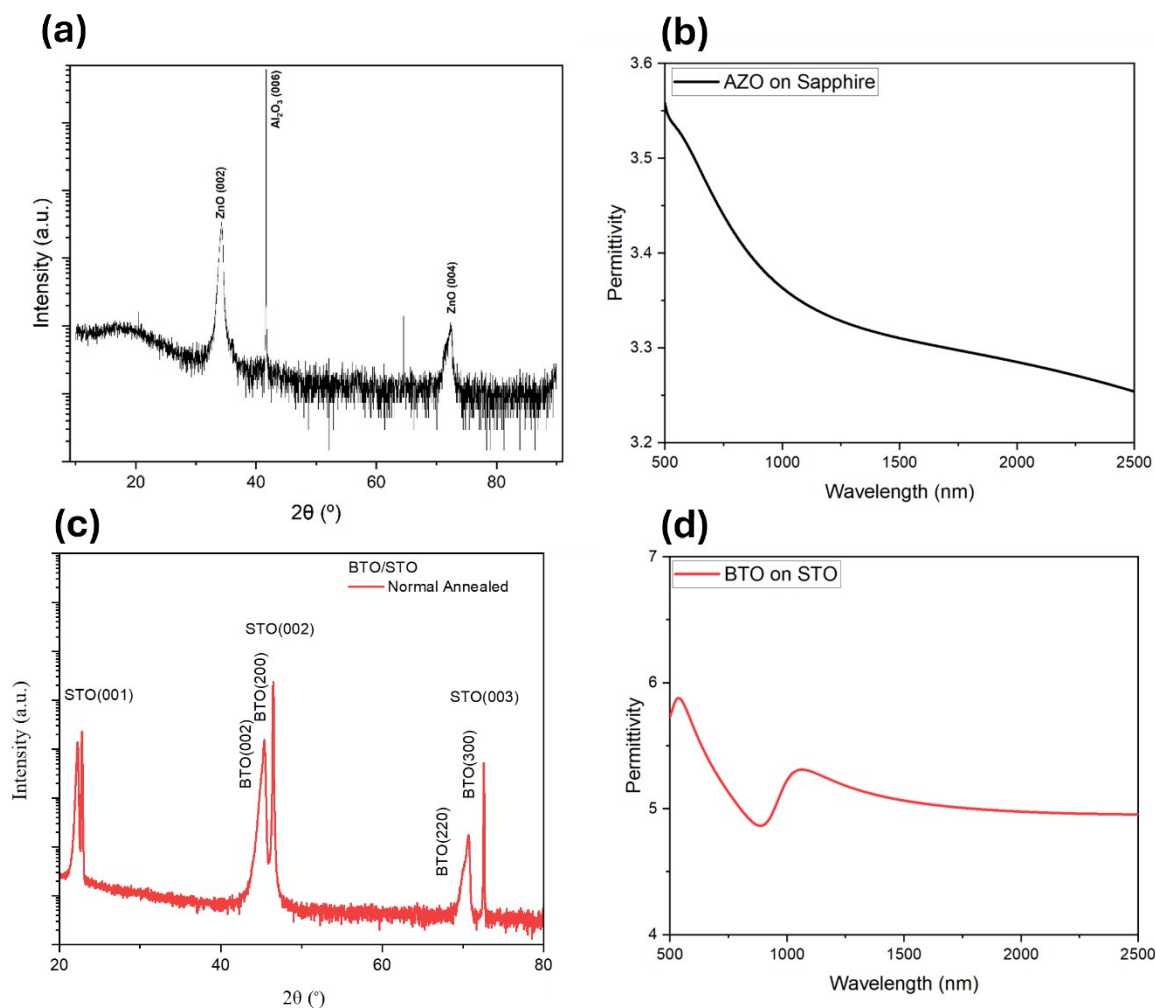 (a)
Intensity (a.u.)
ZnO (002)
Al₂O₃ (006)
ZnO (004)
20
40
60
80
2θ (º)
(b)
AZO on Sapphire
Permittivity
3.6
3.5
3.4
3.3
3.2
500
1000
1500
2000
2500
Wavelength (nm)
(c)
BTO/STO
Normal Annealed
Intensity (a.u.)
STO(001)
BTO(002)
BTO(200)
STO(002)
BTO(220)
BTO(300)
STO(003)
20
40
60
80
2θ (°)
(d)
BTO on STO
Permittivity
7
6
5
4
500
1000
1500
2000
2500
Wavelength (nm)